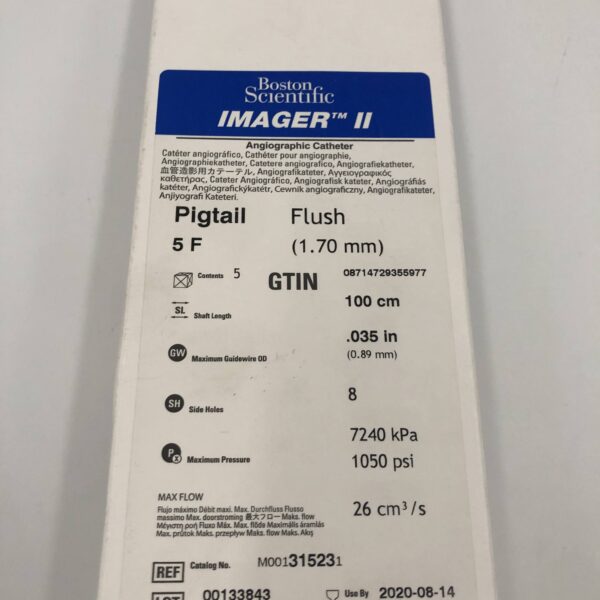 Boston
Scientific
IMAGER™ II
Angiographic Catheter
Catéter angiográfico, Cathéter pour angiographie,
Angiographiekatheter, Catetere angiografico, Angiografiekatheter,
血管造影用カテーテル, Angiografikateter, Αγγειογραφικός
καθετήρας, Cateter Angiográfico, Angiografisk kateter, Angiográfiás
katéter, Angiografickýkatétr, Cewnik angiograficzny, Angiografikateter,
Anjiyografi Kateteri.
Pigtail Flush
5 F (1.70 mm)
Contents 5 GTIN 08714729355977
SL Shaft Length 100 cm
GW Maximum Guidewire OD .035 in
(0.89 mm)
SH Side Holes 8
7240 kPa
Maximum Pressure 1050 psi
MAX FLOW
Flujo máximo Débit maxi. Max. Durchfluss Flusso
massimo Max. doorstroming 最大フロー Maks. flow
Μέγιστη ροή Fluxo Máx. Max. flöde Maximális áramlás
Max. průtok Maks. przepływ Maks. flow Maks. Akış
26 cm³/s
REF Catalog No. M001315231
LOT 00133843 Use By 2020-08-14